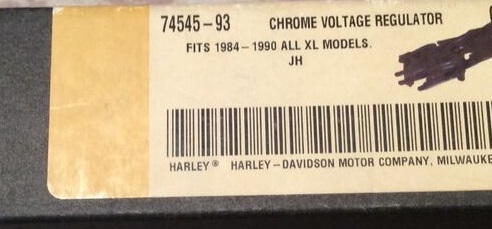 74545-93 CHROME VOLTAGE REGULATOR
FITS 1984-1990 ALL XL MODELS.
JH
HARLEY® HARLEY-DAVIDSON MOTOR COMPANY, MILWAUKE